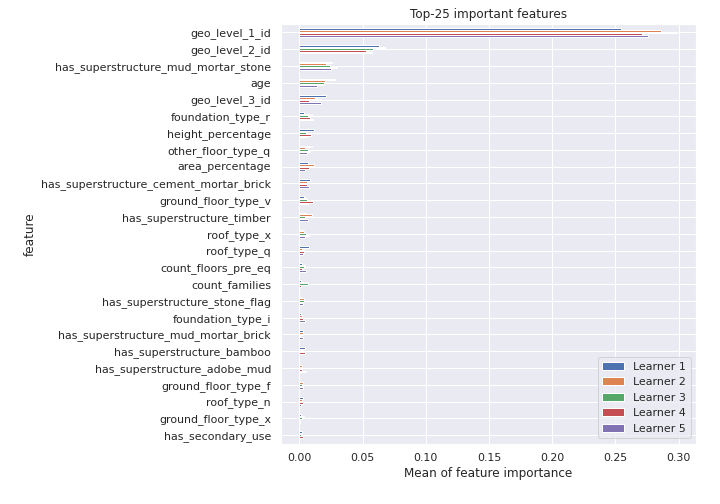 Top-25 important features
geo_level_1_id
geo_level_2_id
has_superstructure_mud_mortar_stone
age
geo_level_3_id
foundation_type_r
height_percentage
other_floor_type_q
area_percentage
has_superstructure_cement_mortar_brick
ground_floor_type_v
has_superstructure_timber
roof_type_x
roof_type_q
count_floors_pre_eq
count_families
has_superstructure_stone_flag
foundation_type_i
has_superstructure_mud_mortar_brick
has_superstructure_bamboo
has_superstructure_adobe_mud
ground_floor_type_f
roof_type_n
ground_floor_type_x
has_secondary_use
feature
Learner 1
Learner 2
Learner 3
Learner 4
Learner 5
0.00 0.05 0.10 0.15 0.20 0.25 0.30
Mean of feature importance